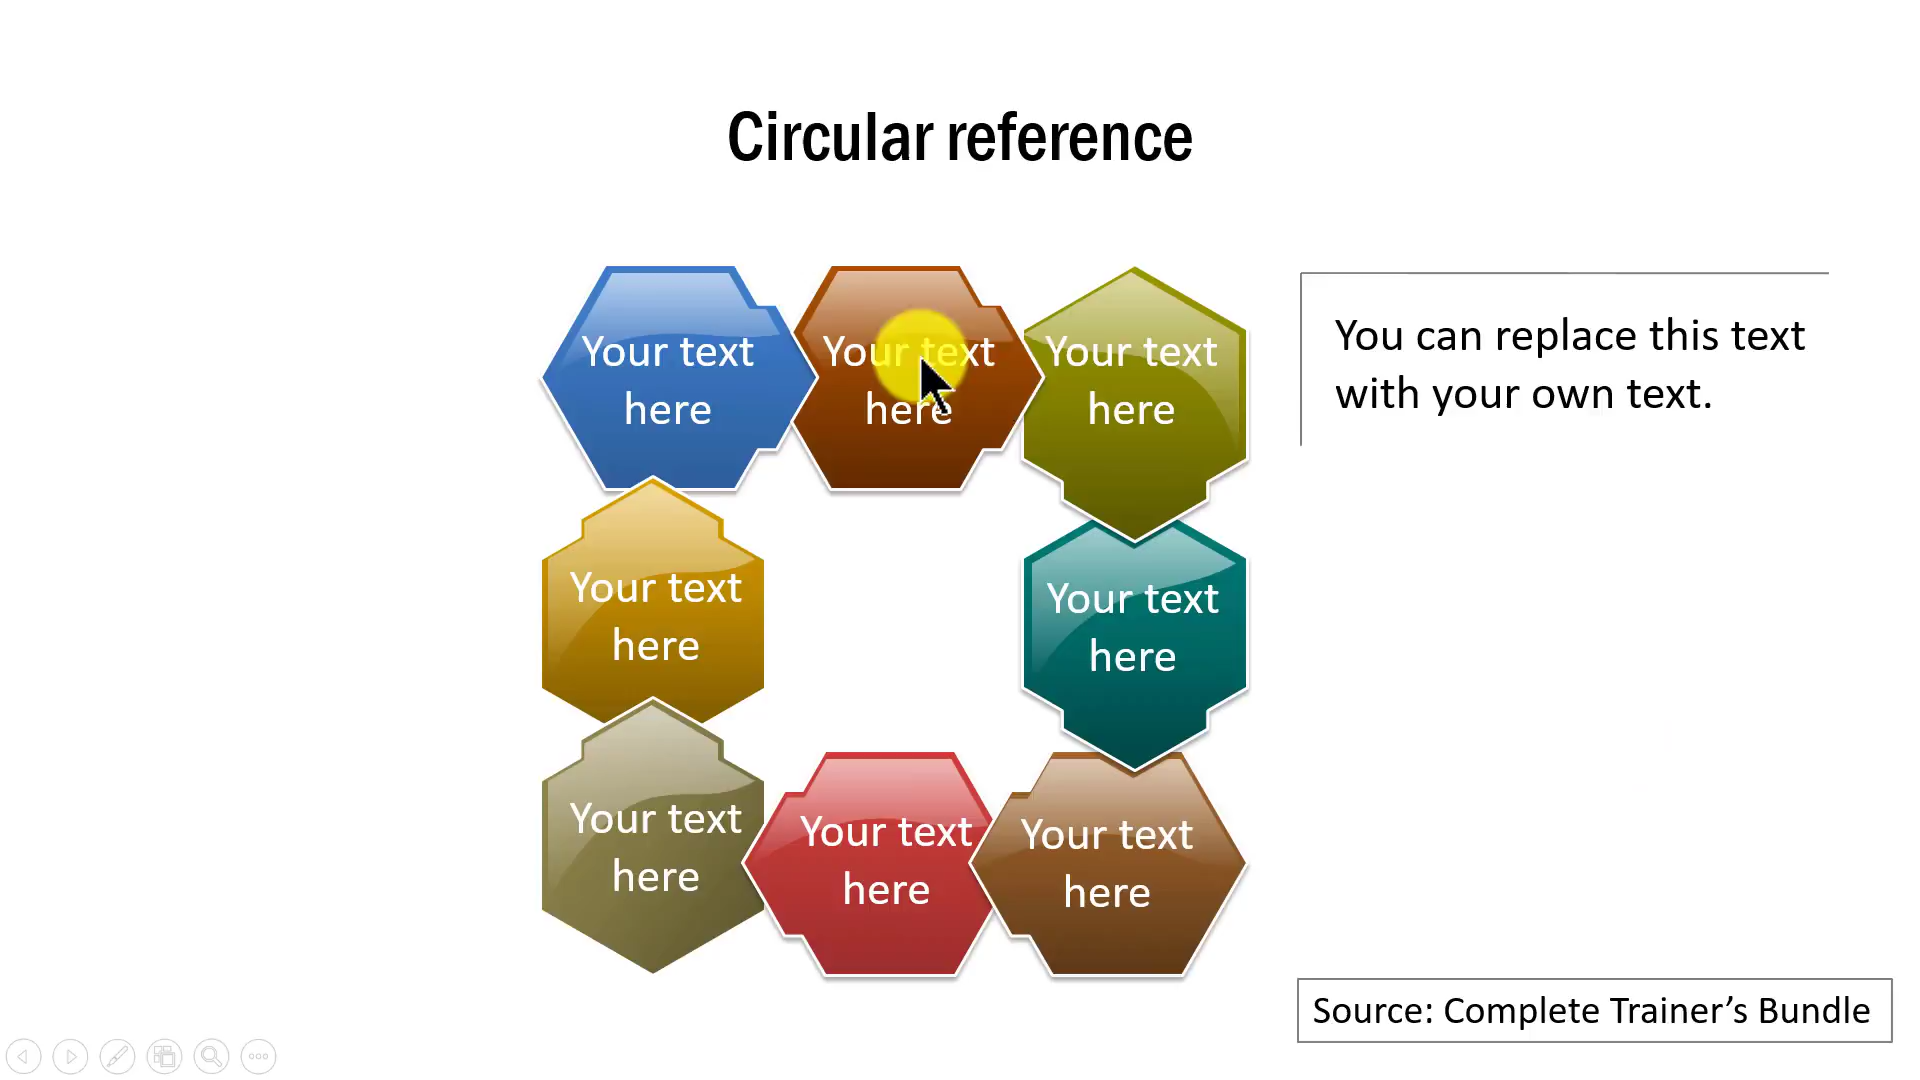 Circular reference
Your text
here
Your text
here
Your text
here
You can replace this text
with your own text.
Your text
here
Your text
here
Your text
here
Your text
here
Your text
here
Source: Complete Trainer’s Bundle